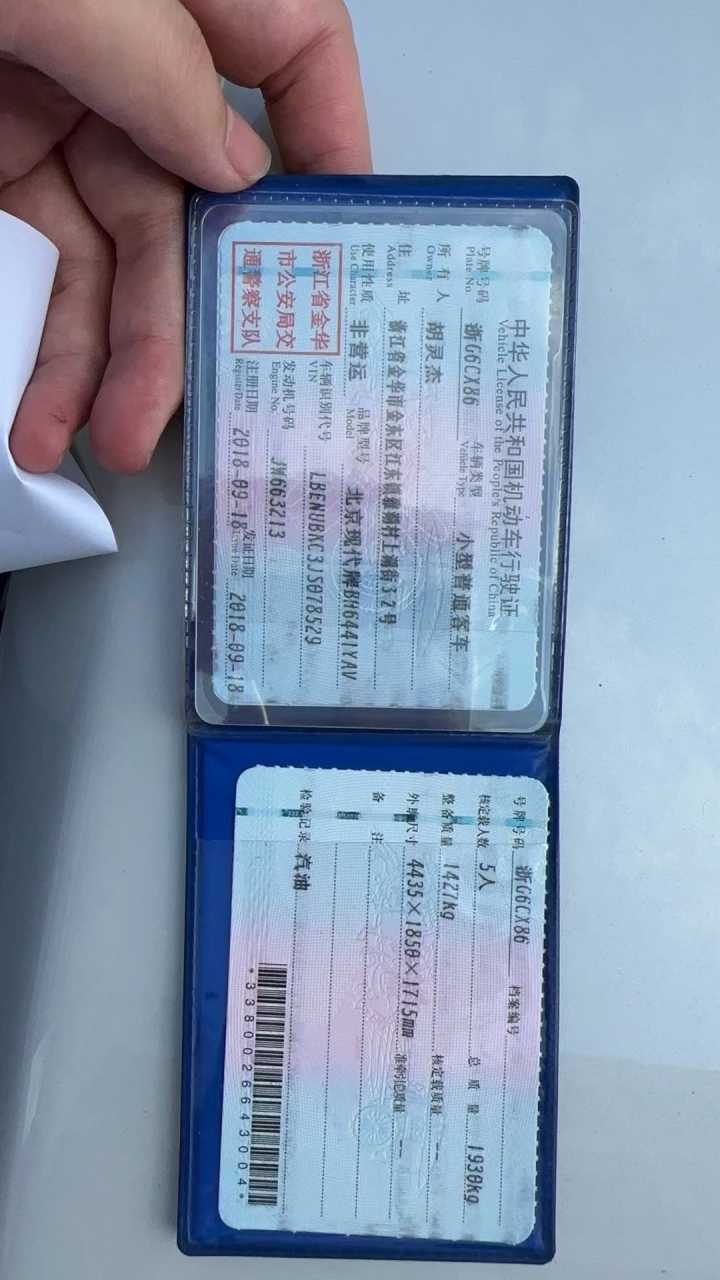 中华人民共和国机动车行驶证
Vehicle License of the People's Republic of China
号牌号码 浙G6CX86 车辆类型 小型普通客车
Plate No. Vehicle Type
所有人 胡灵杰
Owner
住址 浙江省金华市金东区江东镇雅湖村上湖街32号
Address
使用性质 非营运 品牌型号 北京现代牌BH6441YAV
Use Character Model
浙江省金华
市公安局交
通警察支队
车辆识别代号 LBENUBKC3JS078529
VIN
发动机号码 JW663213
Engine No.
注册日期 2018-09-18 发证日期 2018-09-18
Register Date Issue Date
号牌号码 浙G6CX86 档案编号
核定载人数 5人 总质量 1930kg
整备质量 1427kg 核定载质量 --
外廓尺寸 4435×1850×1715mm 准牵引总质量 --
备注
检验记录 汽油
*3380026643004*